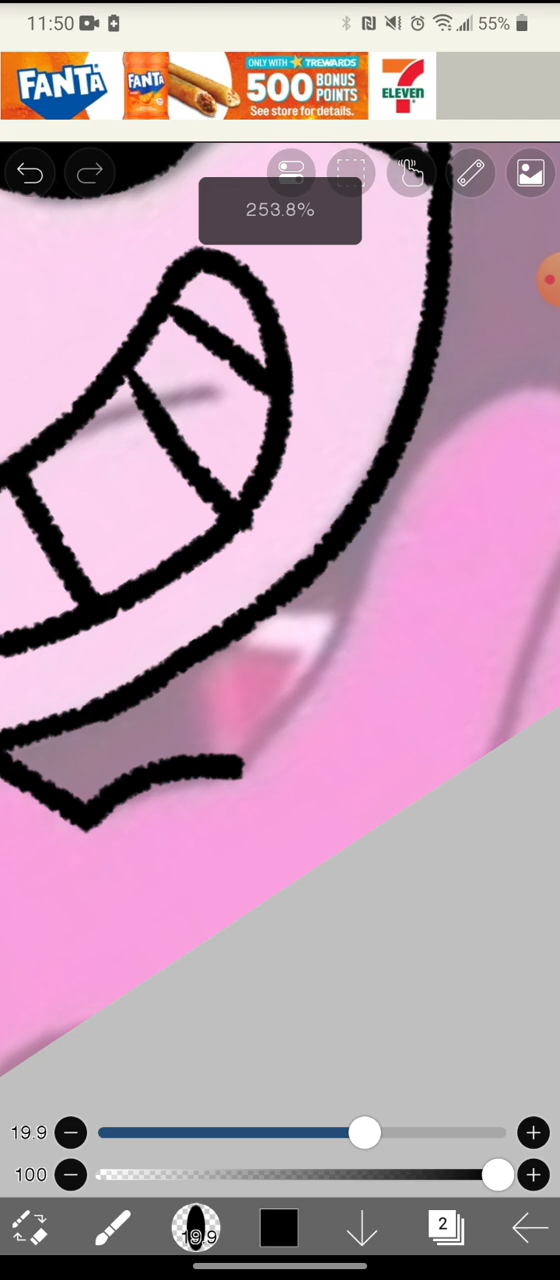 11:50
55%
FANTA
FANTA
ONLY WITH TREWARDS
500 BONUS POINTS
See store for details.
7
ELEVEN
253.8%
19.9
100
19.9
2